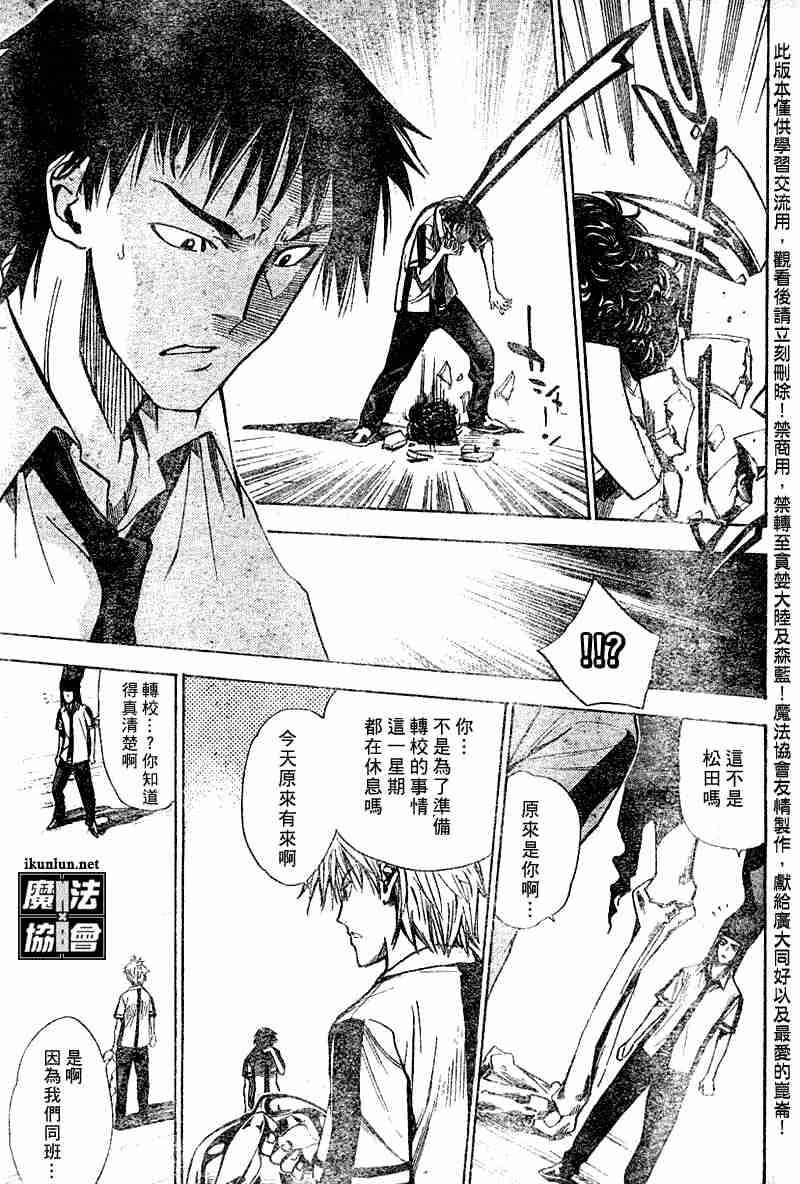 此版本僅供學習交流用，觀看後請立刻刪除！禁商用，禁轉至貪婪大陸及森藍！魔法協會友情製作，獻給廣大同好以及最愛的崑崙！
!!?
這不是
松田嗎
原來是你啊…
你…
不是為了準備
轉校的事情
這一星期
都在休息嗎
今天原來有來啊
轉校…？你知道
得真清楚啊
ikunlun.net
魔法
協會
是啊
因為我們同班…